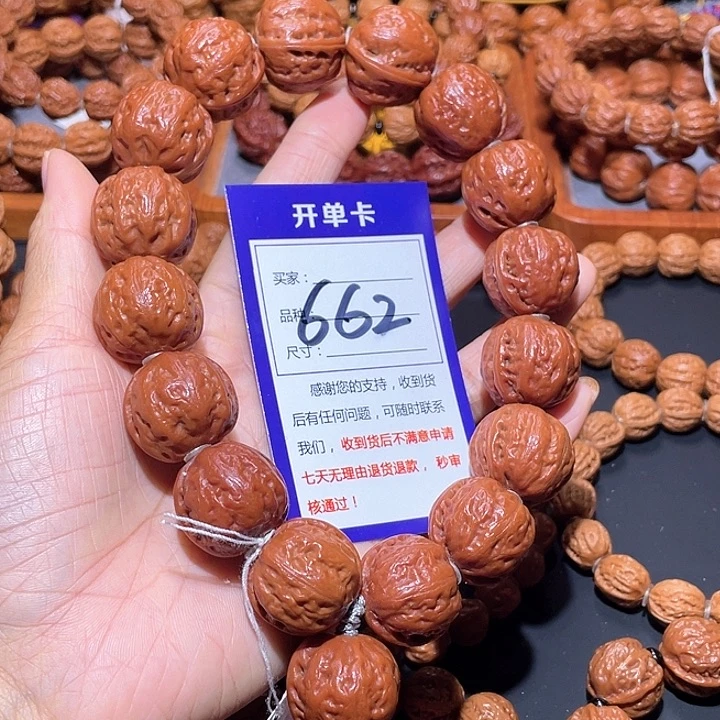 开单卡
买家：
品种：662
尺寸：
感谢您的支持，收到货
后有任何问题，可随时联系
我们，收到货后不满意申请
七天无理由退货退款，秒审
核通过！